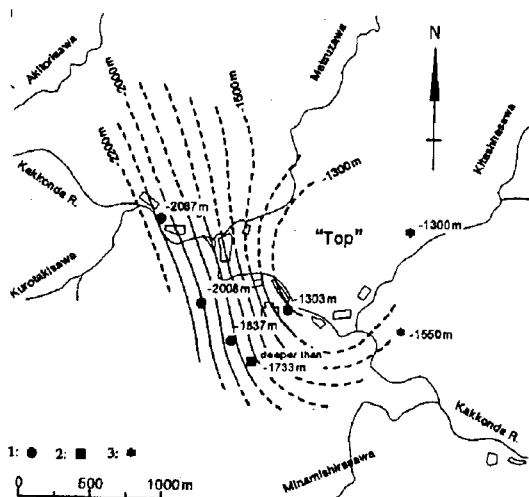 Akitorisawa
-2000m
-2200m
-1500m
Matsuzawa
N
Kitashirasawa
Kakkonda R.
-1300m
-2087m
"Top"
-1300m
Kurotakisawa
-2008m
-1303m
-1837m
-1550m
deeper than
-1733m
Kakkonda R.
1: 2: 3:
Minamishirasawa
0 500 1000m